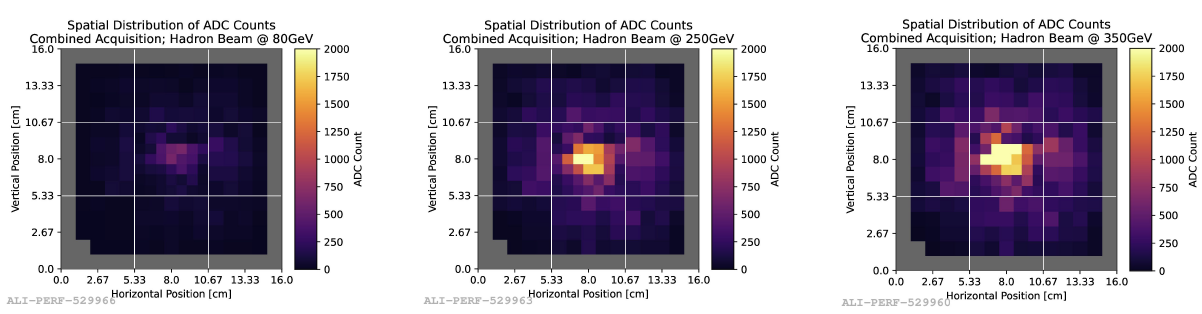 Spatial Distribution of ADC Counts
Combined Acquisition; Hadron Beam @ 80GeV
16.0
13.33
10.67
8.0
5.33
2.67
0.0
Vertical Position [cm]
0.0 2.67 5.33 8.0 10.67 13.33 16.0
Horizontal Position [cm]
2000
1750
1500
1250
1000
750
500
250
0
ADC Count
ALI-PERF-529966
Spatial Distribution of ADC Counts
Combined Acquisition; Hadron Beam @ 250GeV
16.0
13.33
10.67
8.0
5.33
2.67
0.0
Vertical Position [cm]
0.0 2.67 5.33 8.0 10.67 13.33 16.0
Horizontal Position [cm]
2000
1750
1500
1250
1000
750
500
250
0
ADC Count
ALI-PERF-529963
Spatial Distribution of ADC Counts
Combined Acquisition; Hadron Beam @ 350GeV
16.0
13.33
10.67
8.0
5.33
2.67
0.0
Vertical Position [cm]
0.0 2.67 5.33 8.0 10.67 13.33 16.0
Horizontal Position [cm]
2000
1750
1500
1250
1000
750
500
250
0
ADC Count
ALI-PERF-529960